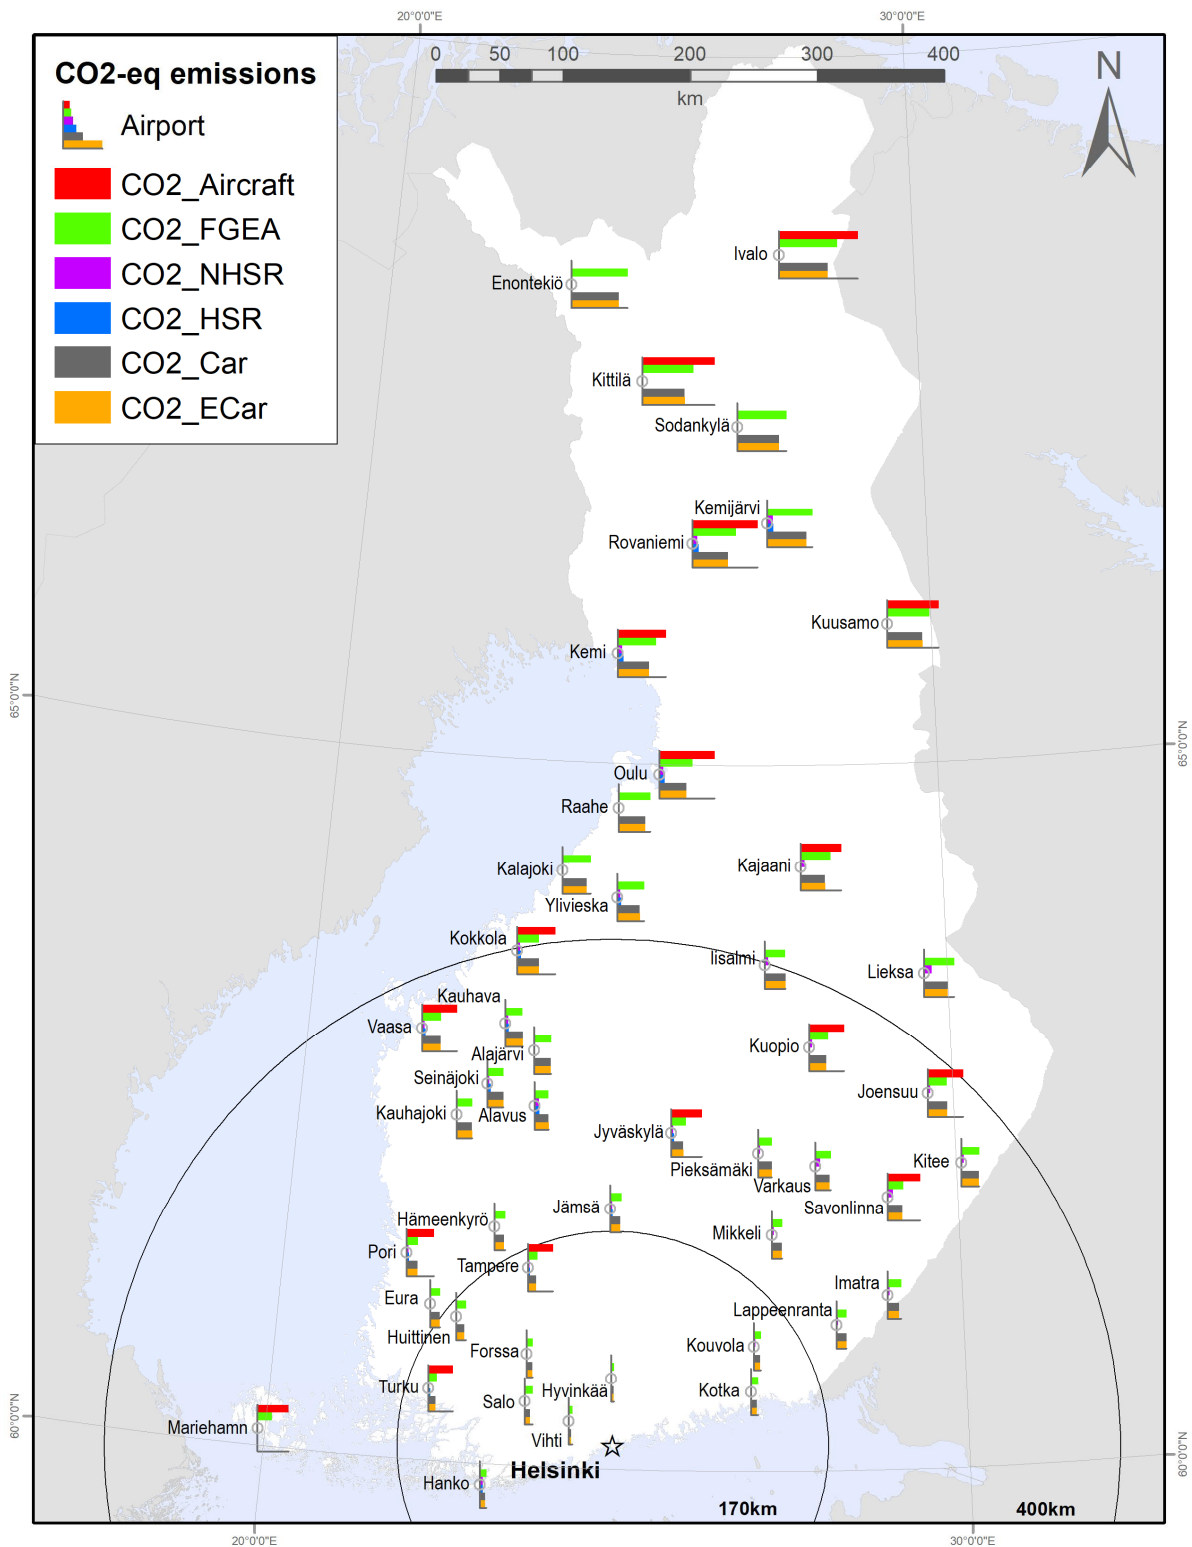 20°0'0"E
30°0'0"E
CO2-eq emissions
Airport
CO2_Aircraft
CO2_FGEA
CO2_NHSR
CO2_HSR
CO2_Car
CO2_ECar
0 50 100 200 300 400
km
N
Ivalo
Enontekiö
Kittilä
Sodankylä
Kemijärvi
Rovaniemi
Kuusamo
Kemi
65°0'0"N
65°0'0"N
Oulu
Raahe
Kajaani
Kalajoki
Ylivieska
Kokkola
Iisalmi
Lieksa
Kauhava
Vaasa
Kuopio
Alajärvi
Seinäjoki
Joensuu
Kauhajoki
Alavus
Jyväskylä
Kitee
Pieksämäki
Varkaus
Savonlinna
Jämsä
Hämeenkyrö
Mikkeli
Pori
Tampere
Imatra
Eura
Lappeenranta
Huittinen
Kouvola
Forssa
Turku
Hyvinkää
Kotka
Salo
Mariehamn
60°0'0"N
60°0'0"N
Vihti
Helsinki
Hanko
170km
400km
20°0'0"E
30°0'0"E